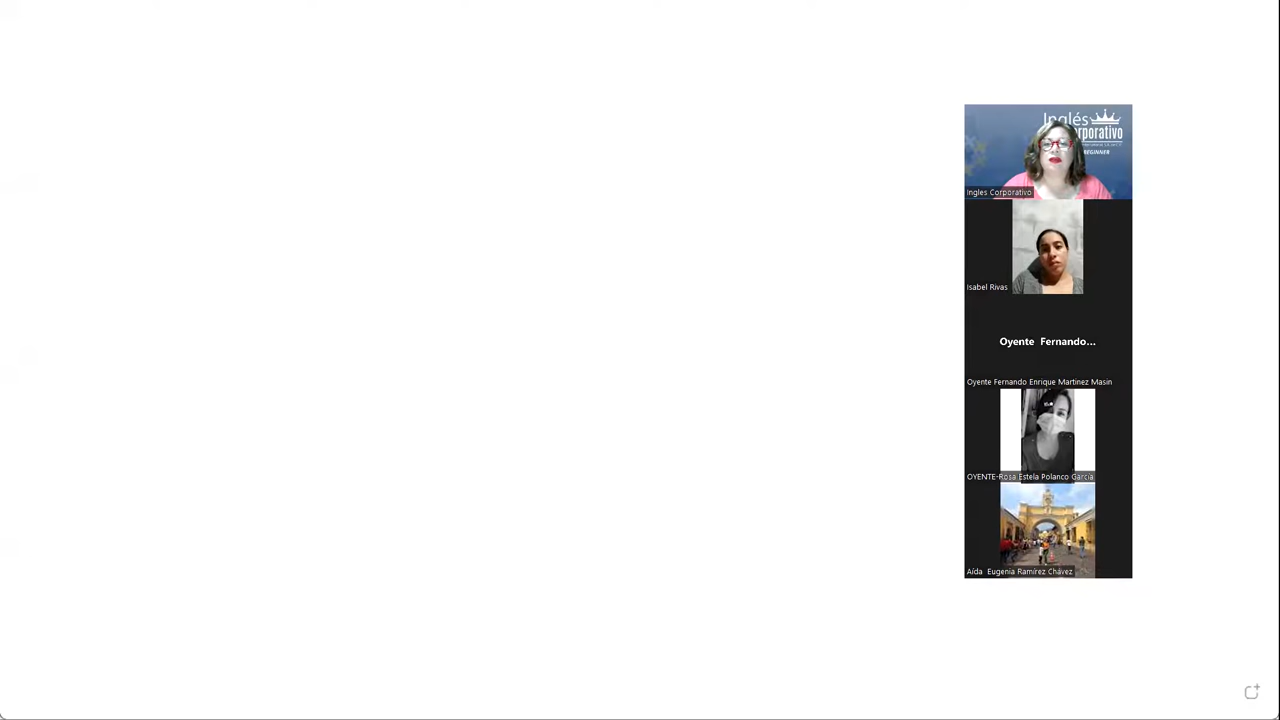 Inglés
Corporativo
BEGINNER
Ingles Corporativo
Isabel Rivas
Oyente Fernando...
Oyente Fernando Enrique Martinez Masin
OYENTE-Rosa Estela Polanco Garcia
Aída Eugenia Ramírez Chávez